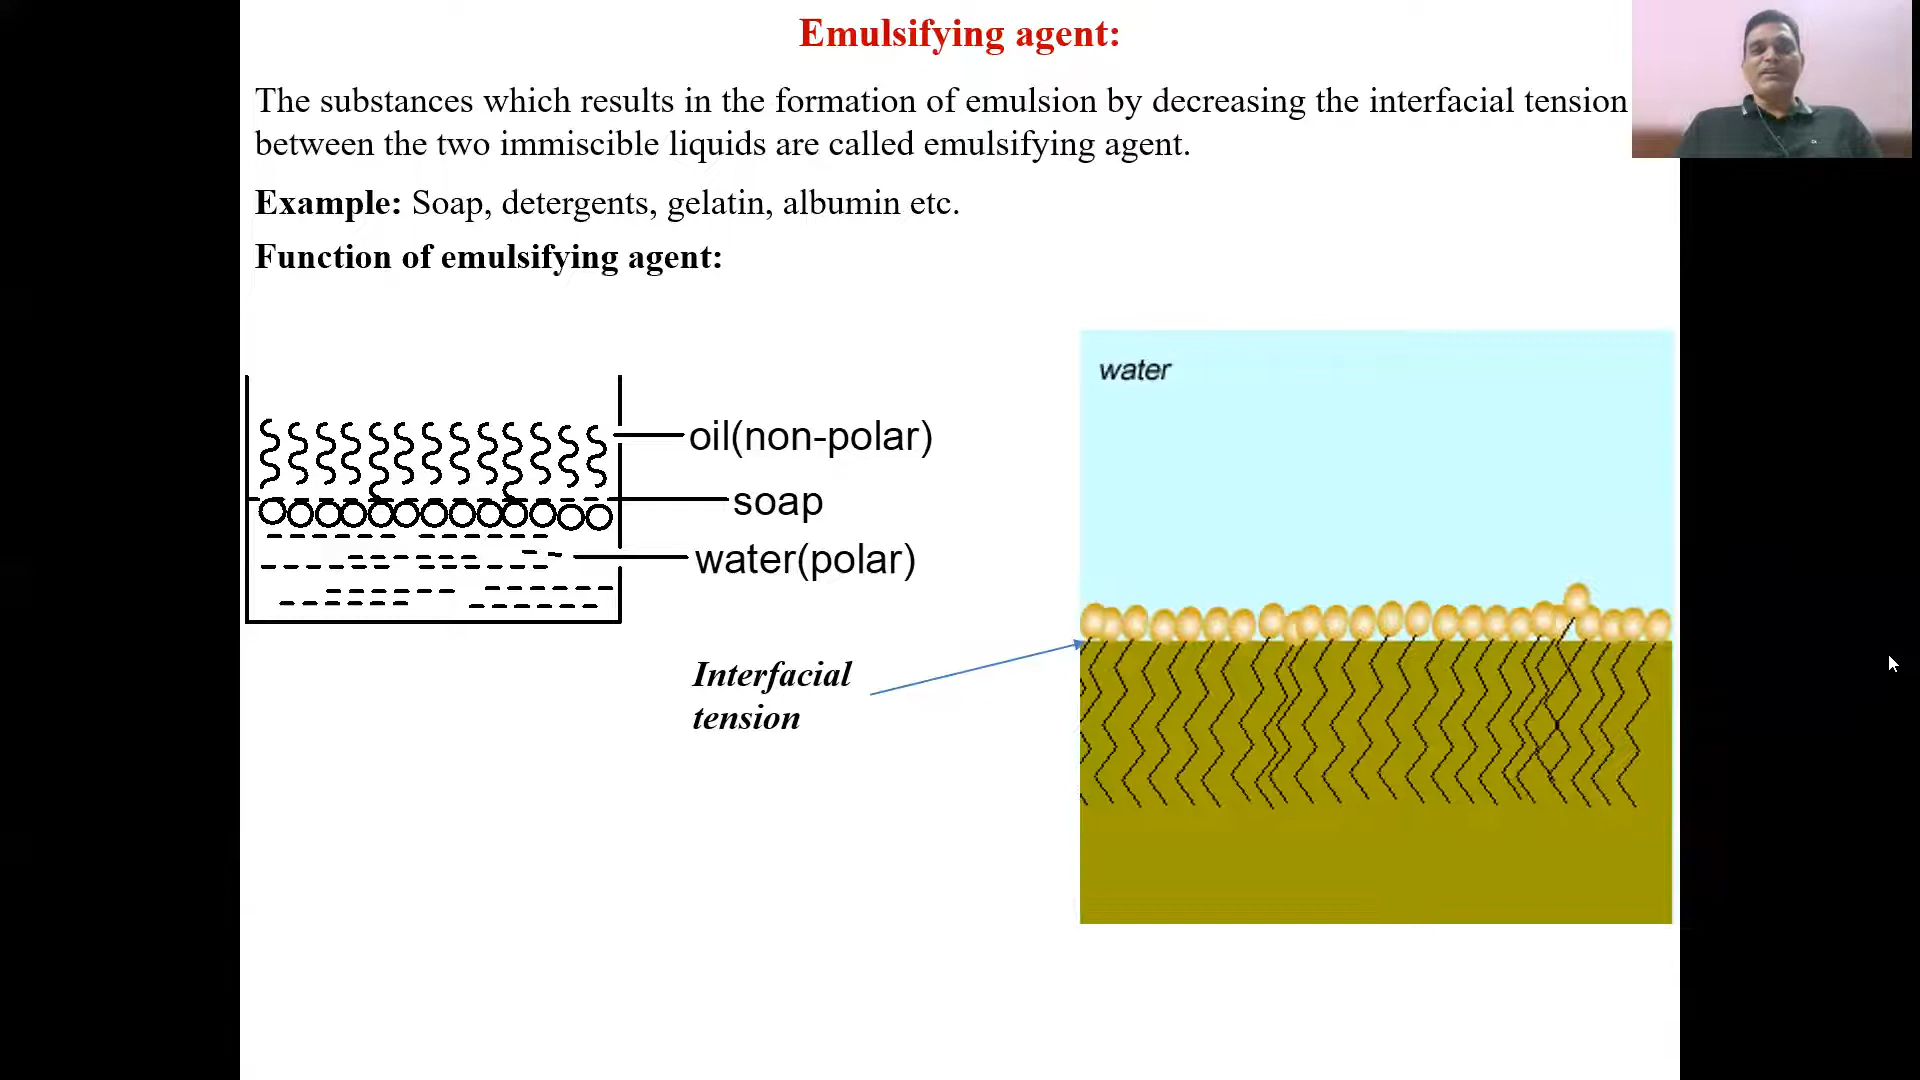 Emulsifying agent:
The substances which results in the formation of emulsion by decreasing the interfacial tension
between the two immiscible liquids are called emulsifying agent.
Example: Soap, detergents, gelatin, albumin etc.
Function of emulsifying agent:
water
oil(non-polar)
soap
water(polar)
Interfacial
tension